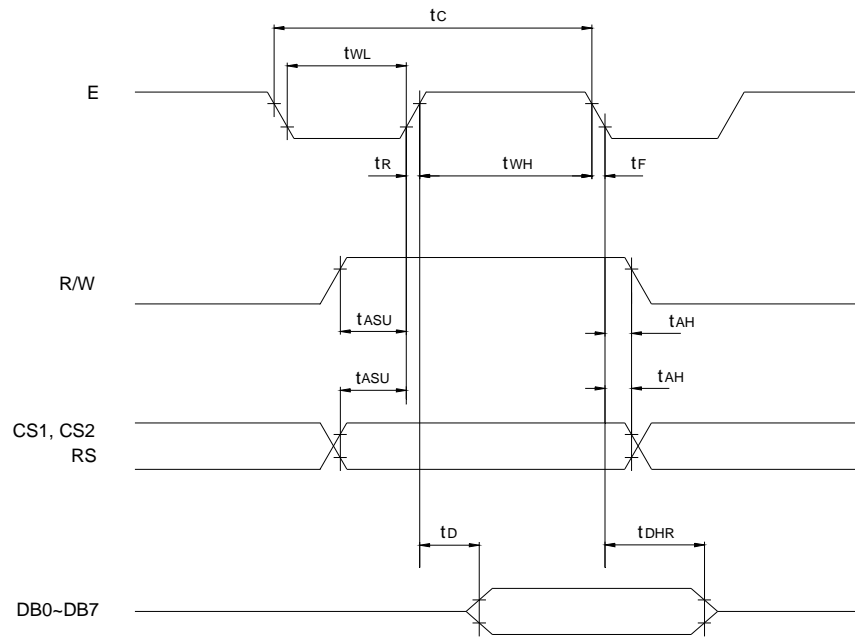 tC
tWL
E
tR
tWH
tF
R/W
tASU
tAH
tASU
tAH
CS1, CS2
RS
tD
tDHR
DB0~DB7